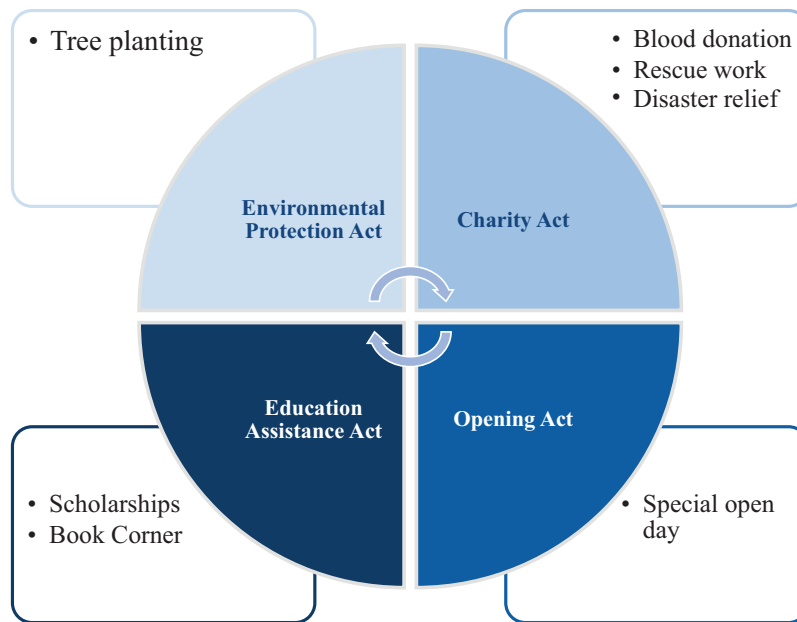 • Tree planting
• Blood donation
• Rescue work
• Disaster relief
Environmental
Protection Act
Charity Act
Education
Assistance Act
Opening Act
• Scholarships
• Book Corner
• Special open
day